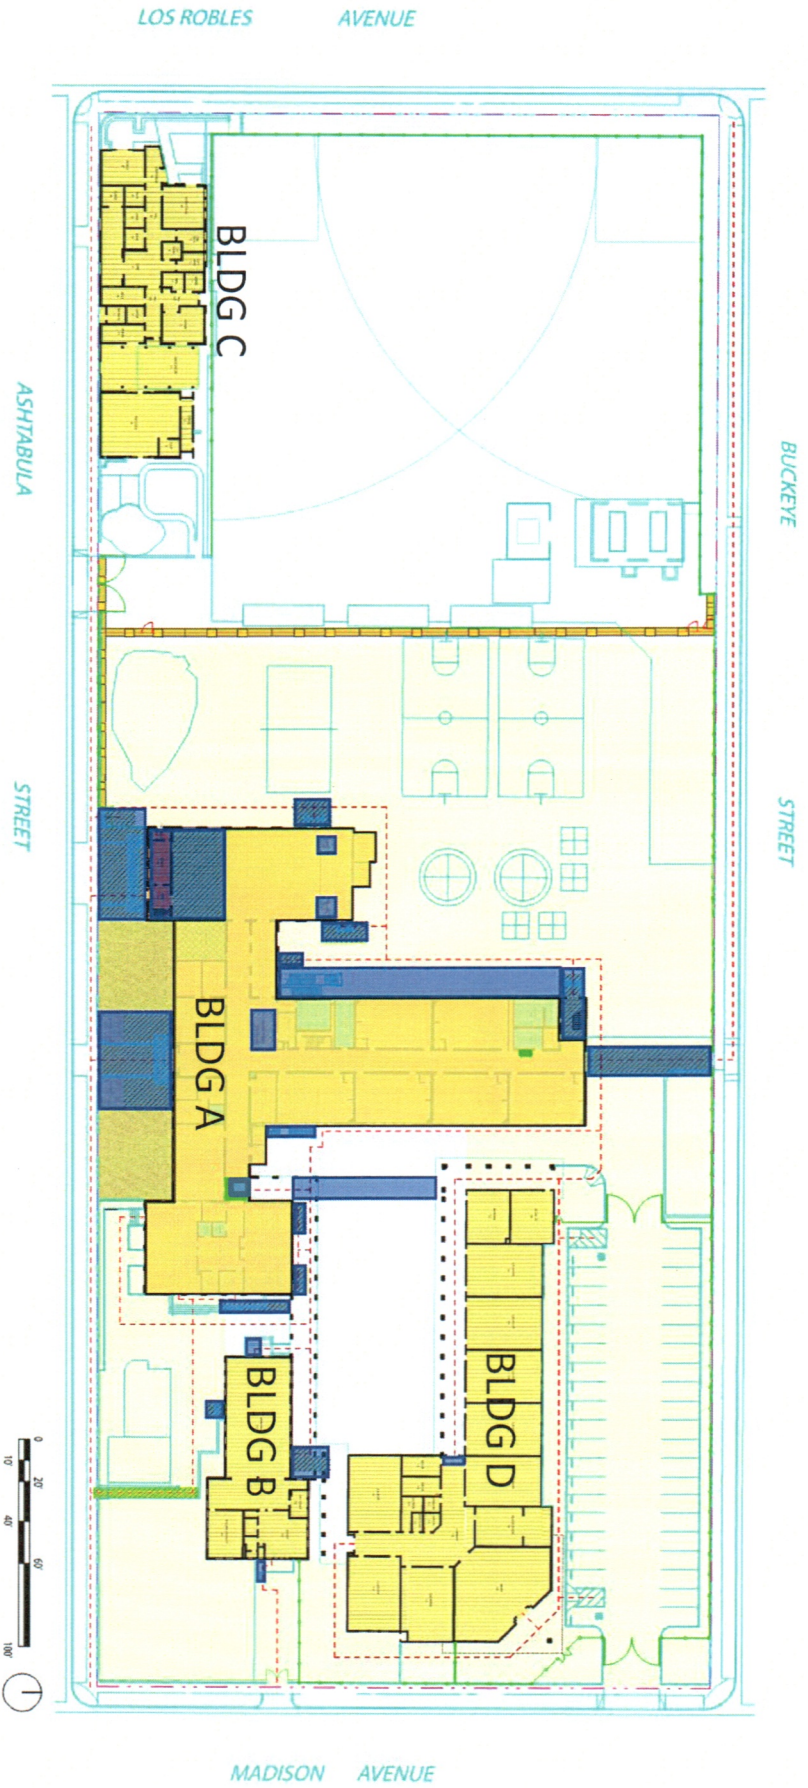 LOS ROBLES AVENUE
BUCKEYE STREET
BLDG C
ASHTABULA STREET
BLDG A
BLDG B
BLDG D
0 10' 20' 40' 60' 100'
MADISON AVENUE